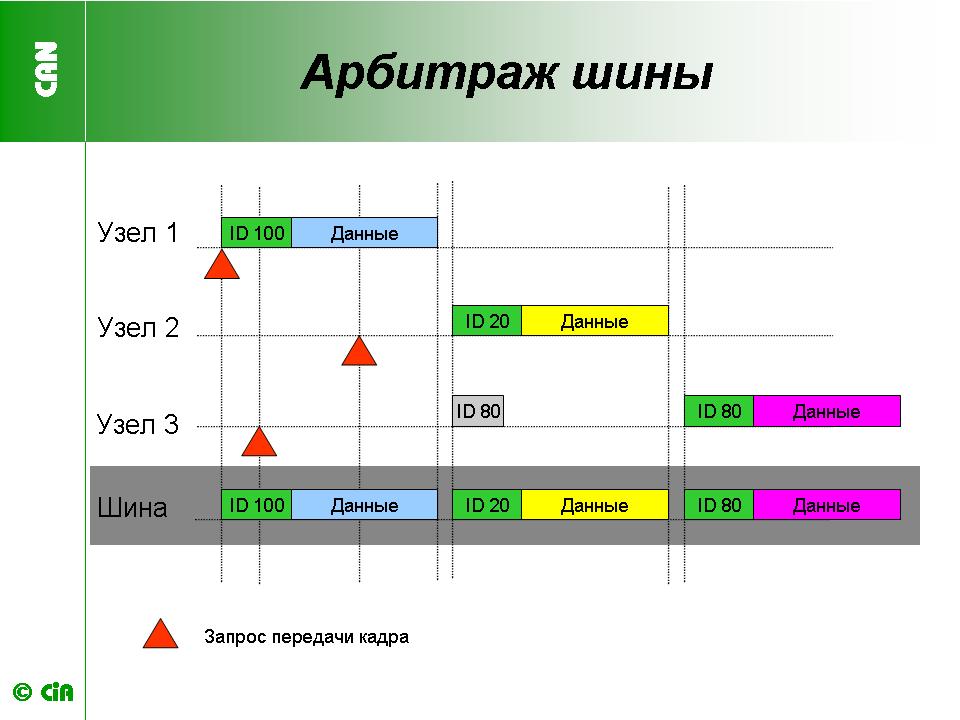 CAN
Арбитраж шины
Узел 1
ID 100 Данные
Узел 2
ID 20 Данные
Узел 3
ID 80
ID 80 Данные
Шина
ID 100 Данные ID 20 Данные ID 80 Данные
Запрос передачи кадра
© CiA